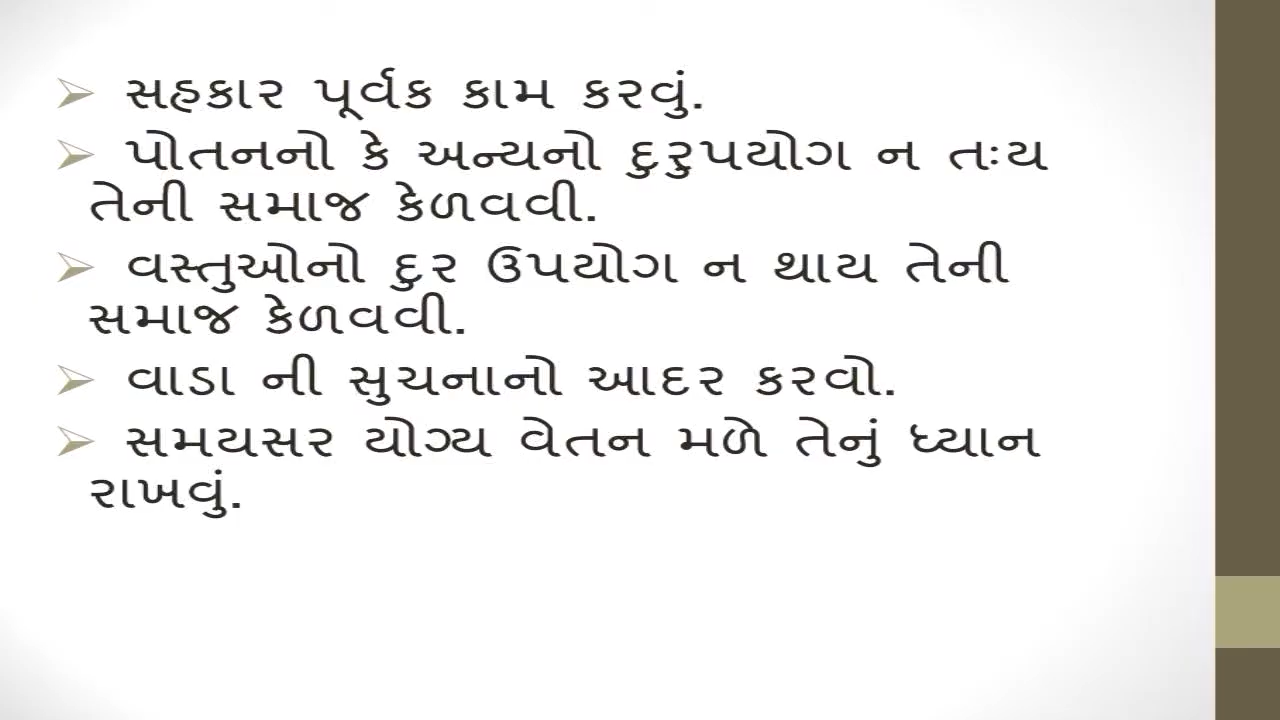 ➢ સહકાર પૂર્વક કામ કરવું.
➢ પોતનનો કે અન્યનો દુરુપયોગ ન તઃય
તેની સમાજ કેળવવી.
➢ વસ્તુઓનો દુર ઉપયોગ ન થાય તેની
સમાજ કેળવવી.
➢ વાડા ની સુચનાનો આદર કરવો.
➢ સમયસર યોગ્ય વેતન મળે તેનું ધ્યાન
રાખવું.